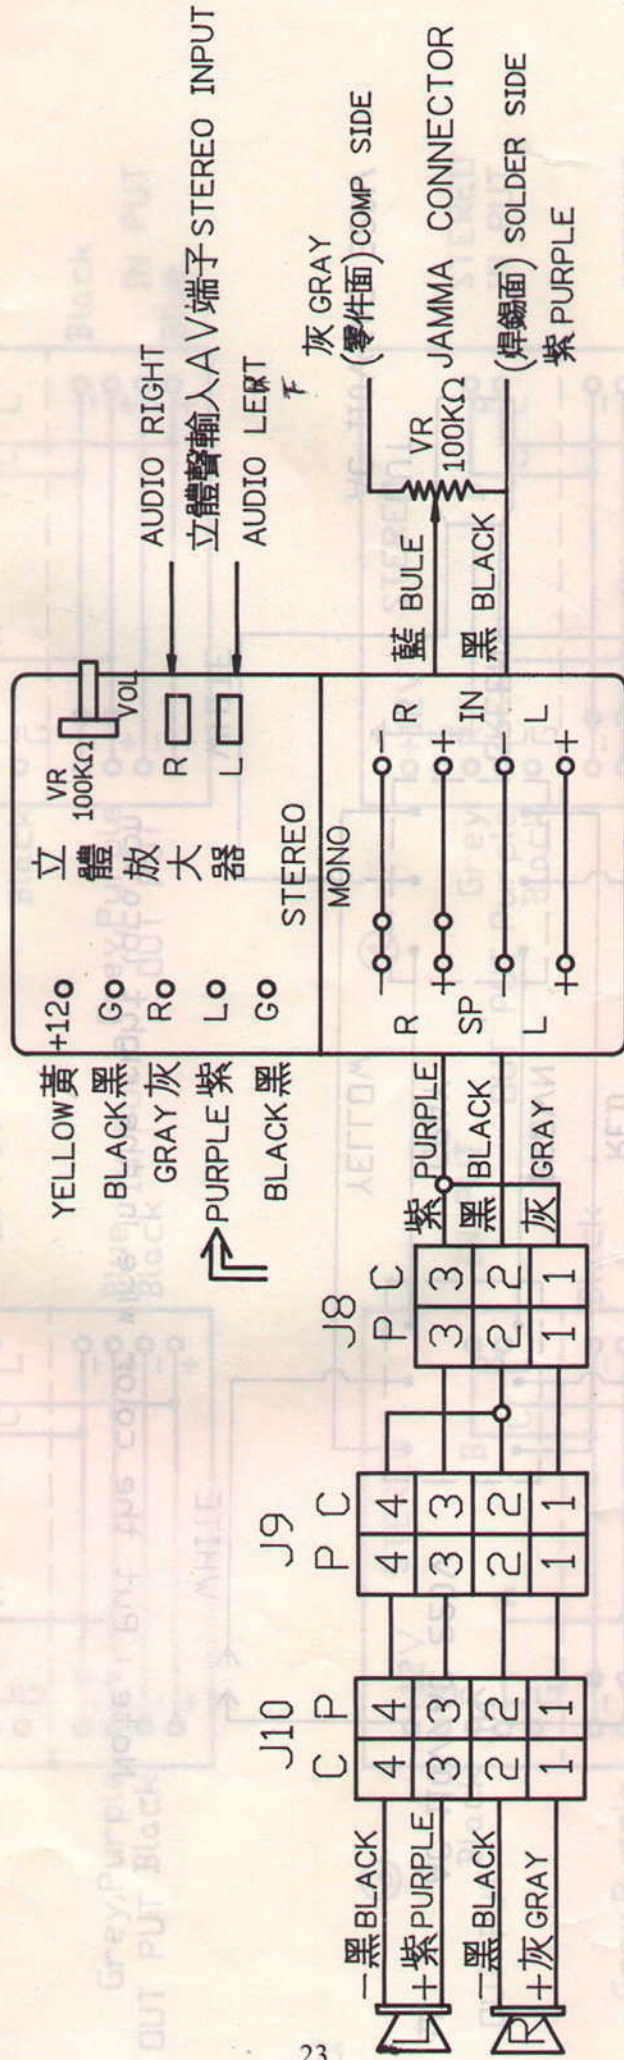 YELLOW黃 +12
BLACK黑 G
GRAY灰 R
PURPLE紫 L
BLACK黑 G
VR
100KΩ
VOL
立體放大器
R
L
STEREO
MONO
AUDIO RIGHT
立體聲輸入AV端子STEREO INPUT
AUDIO LERT
F
灰 GRAY
(零件面)COMP SIDE
VR
100KΩ
JAMMA CONNECTOR
(焊錫面) SOLDER SIDE
紫 PURPLE
藍 BULE
黑 BLACK
R − − R
+ +
SP IN
L − − L
+ +
紫 PURPLE
黑 BLACK
灰 GRAY
J8
P C
3 3
2 2
1 1
J9
P C
4 4
3 3
2 2
1 1
J10
C P
4 4
3 3
2 2
1 1
−黑BLACK
L +紫PURPLE
−黑BLACK
R +灰GRAY
23